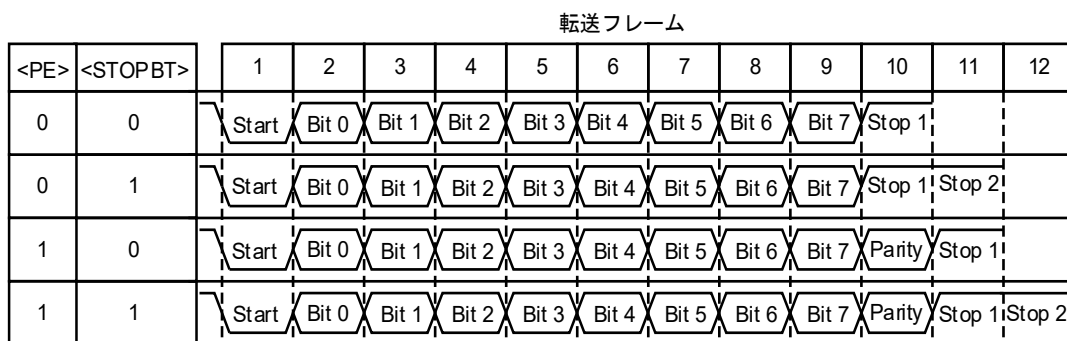 転送フレーム
<PE> <STOPBT> 1 2 3 4 5 6 7 8 9 10 11 12
0 0 Start Bit 0 Bit 1 Bit 2 Bit 3 Bit 4 Bit 5 Bit 6 Bit 7 Stop 1
0 1 Start Bit 0 Bit 1 Bit 2 Bit 3 Bit 4 Bit 5 Bit 6 Bit 7 Stop 1 Stop 2
1 0 Start Bit 0 Bit 1 Bit 2 Bit 3 Bit 4 Bit 5 Bit 6 Bit 7 Parity Stop 1
1 1 Start Bit 0 Bit 1 Bit 2 Bit 3 Bit 4 Bit 5 Bit 6 Bit 7 Parity Stop 1 Stop 2